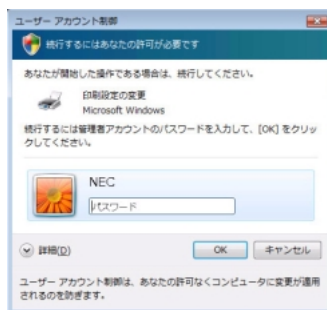 ユーザー アカウント制御
続行するにはあなたの許可が必要です
あなたが開始した操作である場合は、続行してください。
印刷設定の変更
Microsoft Windows
続行するには管理者アカウントのパスワードを入力して、[OK] をクリッ
クしてください。
NEC
パスワード
詳細(D)
OK
キャンセル
ユーザー アカウント制御は、あなたの許可なくコンピュータに変更が適用
されるのを防ぎます。